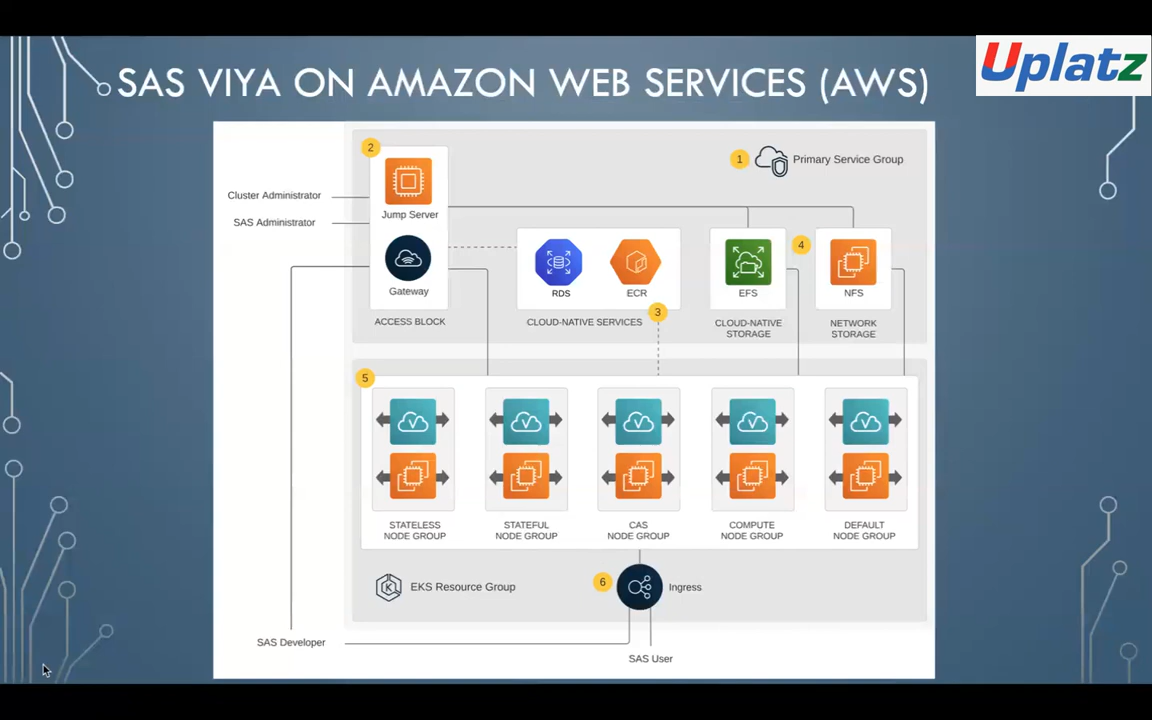 SAS VIYA ON AMAZON WEB SERVICES (AWS)
Uplatz
2
1
Primary Service Group
Cluster Administrator
SAS Administrator
Jump Server
Gateway
ACCESS BLOCK
RDS
ECR
CLOUD-NATIVE SERVICES
3
EFS
4
NFS
CLOUD-NATIVE
STORAGE
NETWORK
STORAGE
5
V
V
V
V
V
STATELESS
NODE GROUP
STATEFUL
NODE GROUP
CAS
NODE GROUP
COMPUTE
NODE GROUP
DEFAULT
NODE GROUP
K
EKS Resource Group
6
Ingress
SAS Developer
SAS User